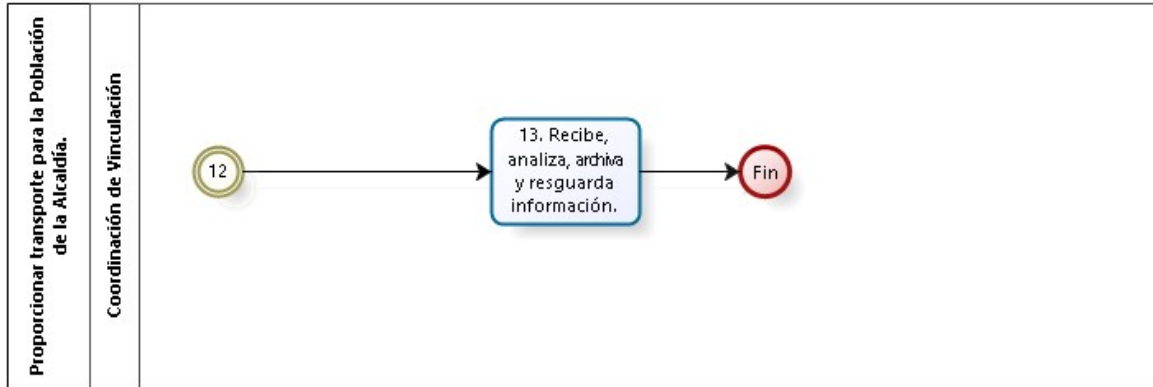 Proporcionar transporte para la Población
de la Alcaldía.
Coordinación de Vinculación
12
13. Recibe,
analiza, archiva
y resguarda
información.
Fin